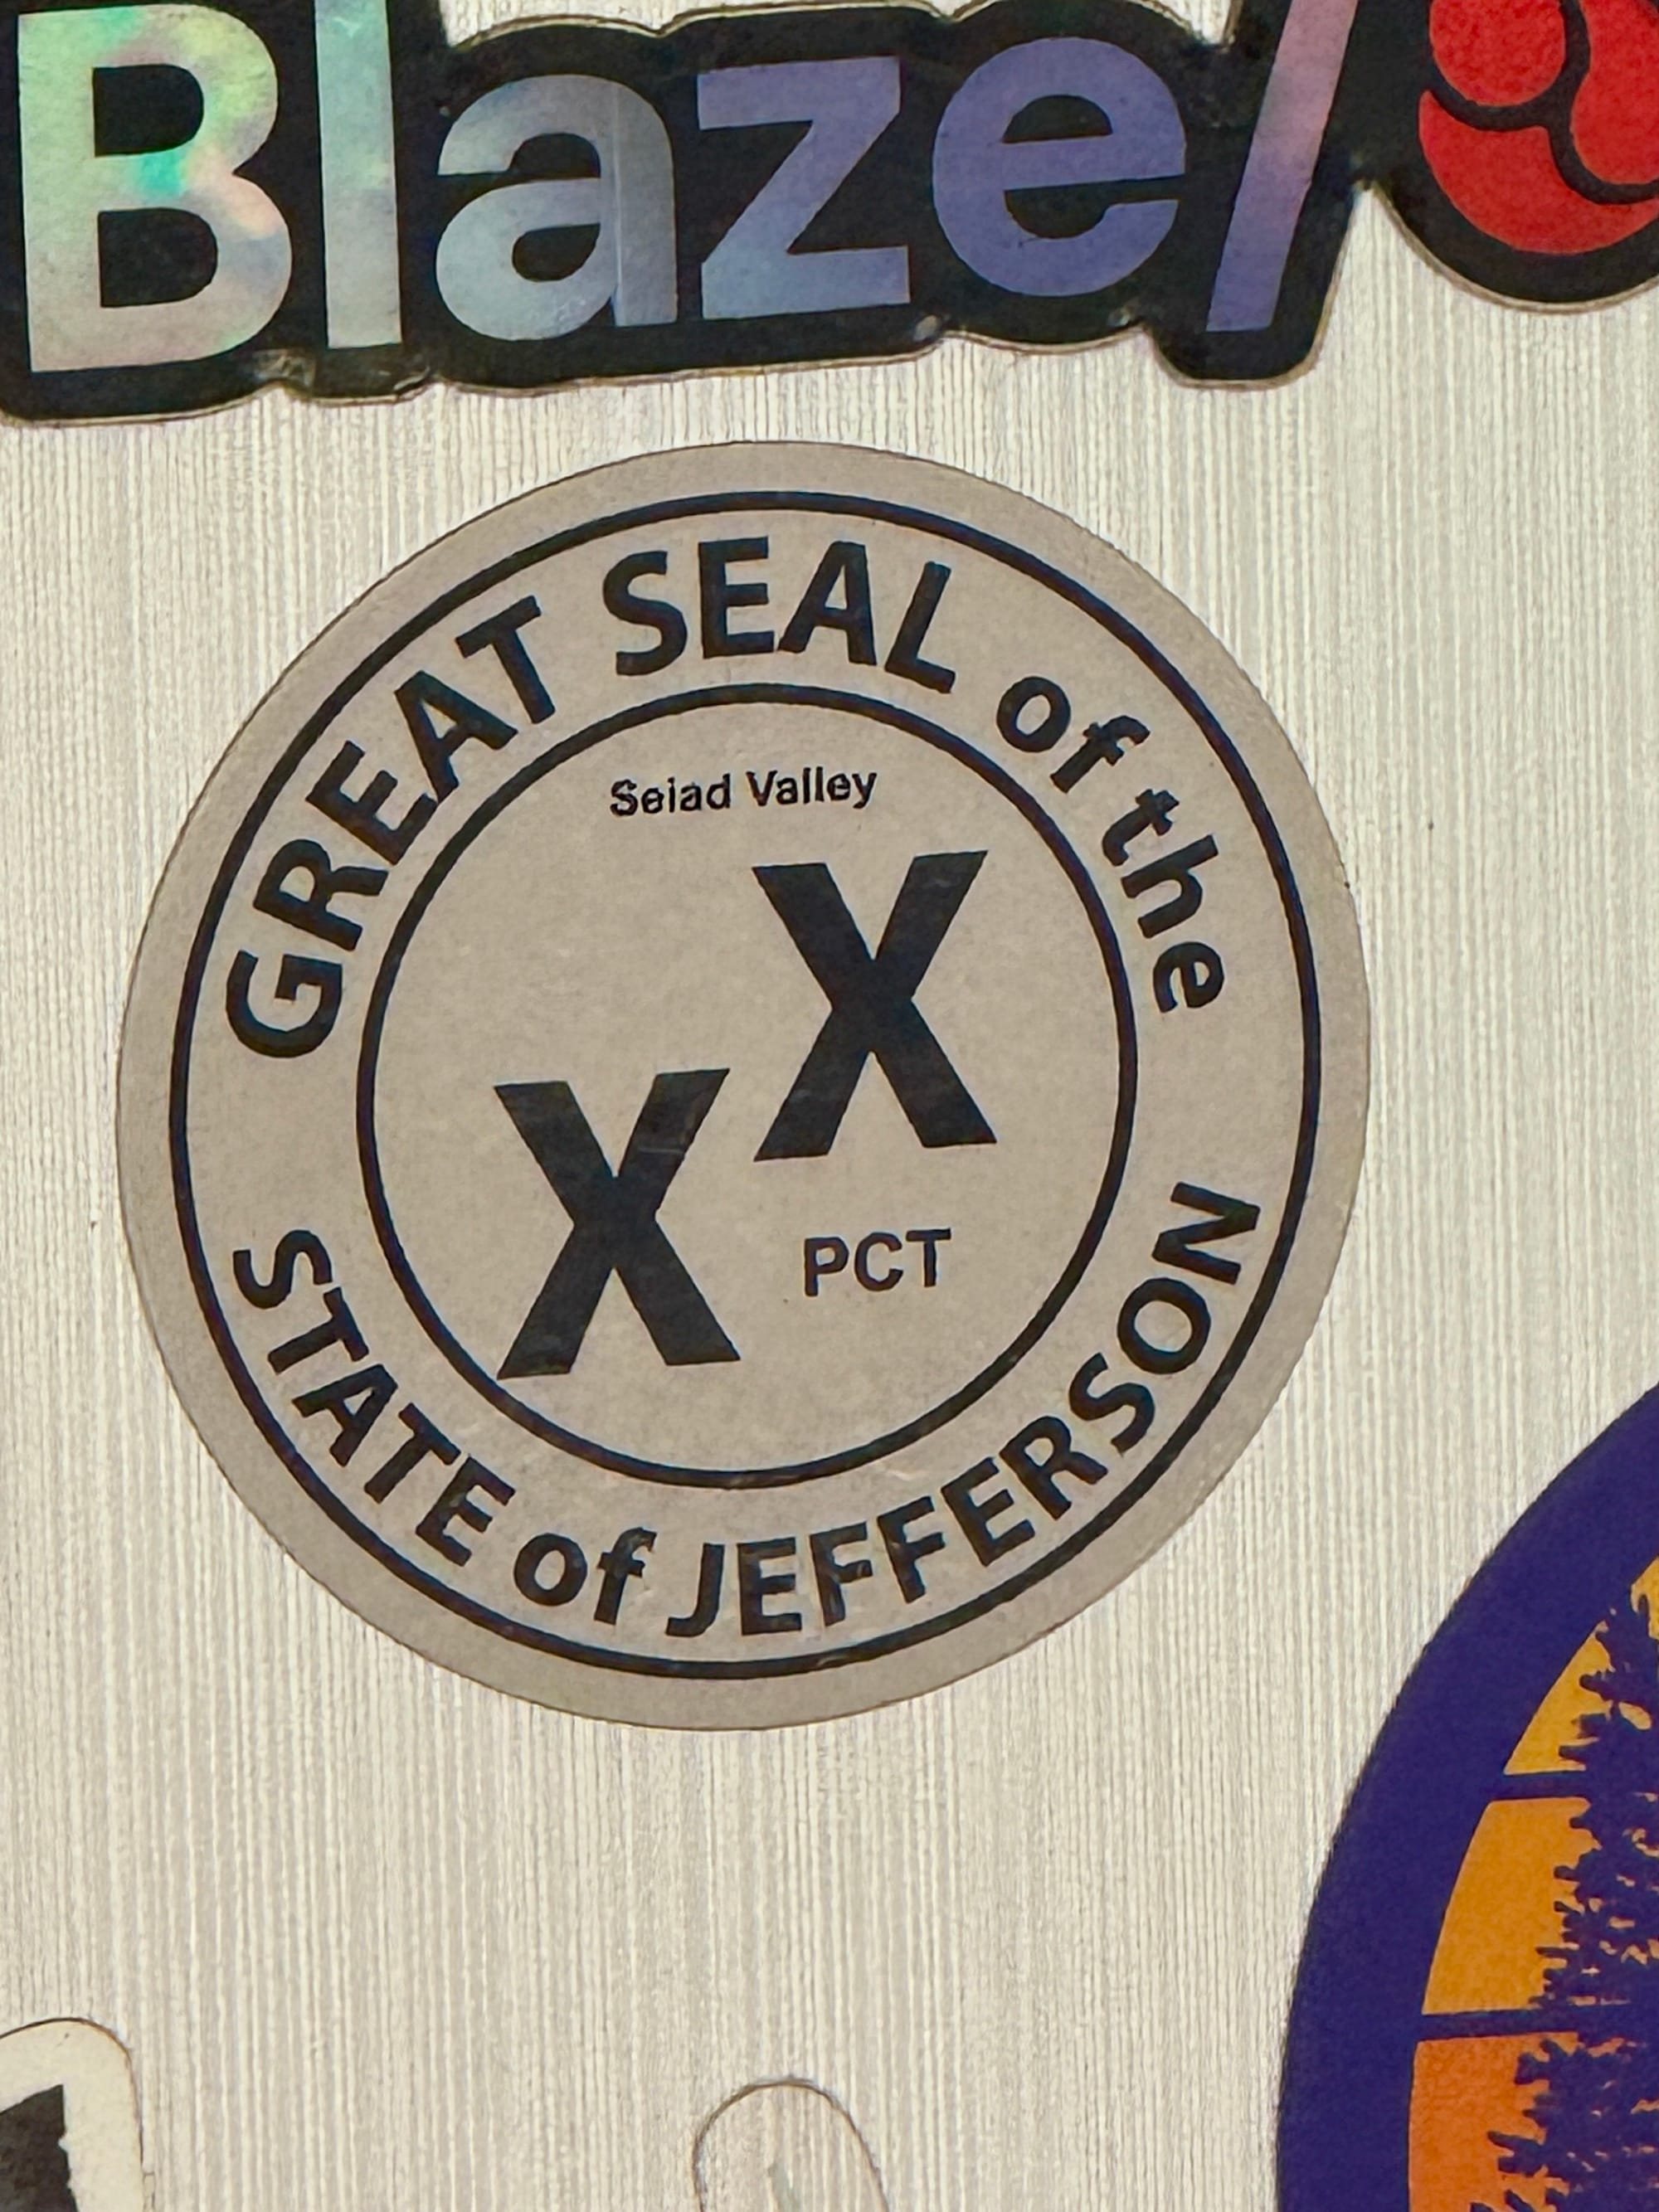 Blaze/
GREAT SEAL of the
Seiad Valley
X
X
PCT
STATE of JEFFERSON